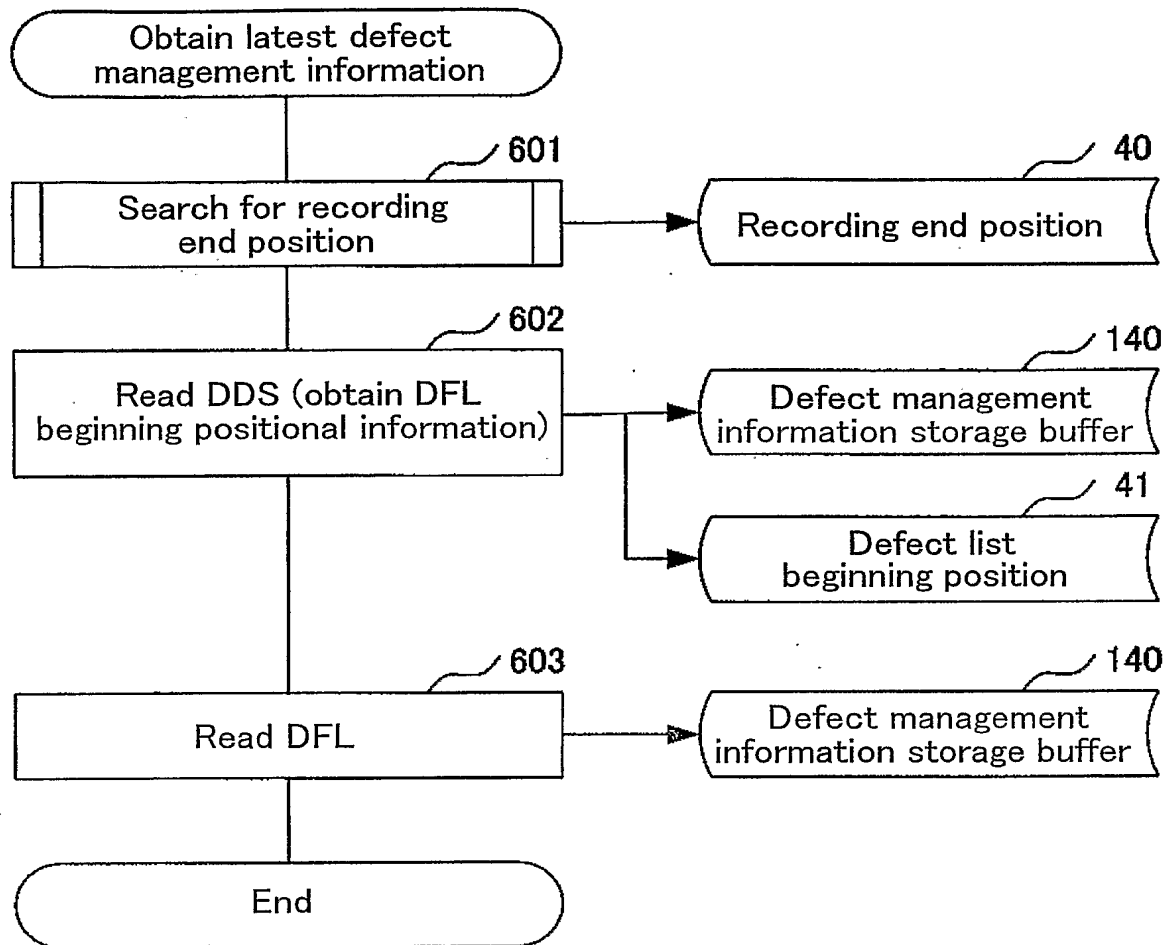 Obtain latest defect
management information
601
Search for recording
end position
40
Recording end position
602
Read DDS (obtain DFL
beginning positional information)
140
Defect management
information storage buffer
41
Defect list
beginning position
603
Read DFL
140
Defect management
information storage buffer
End